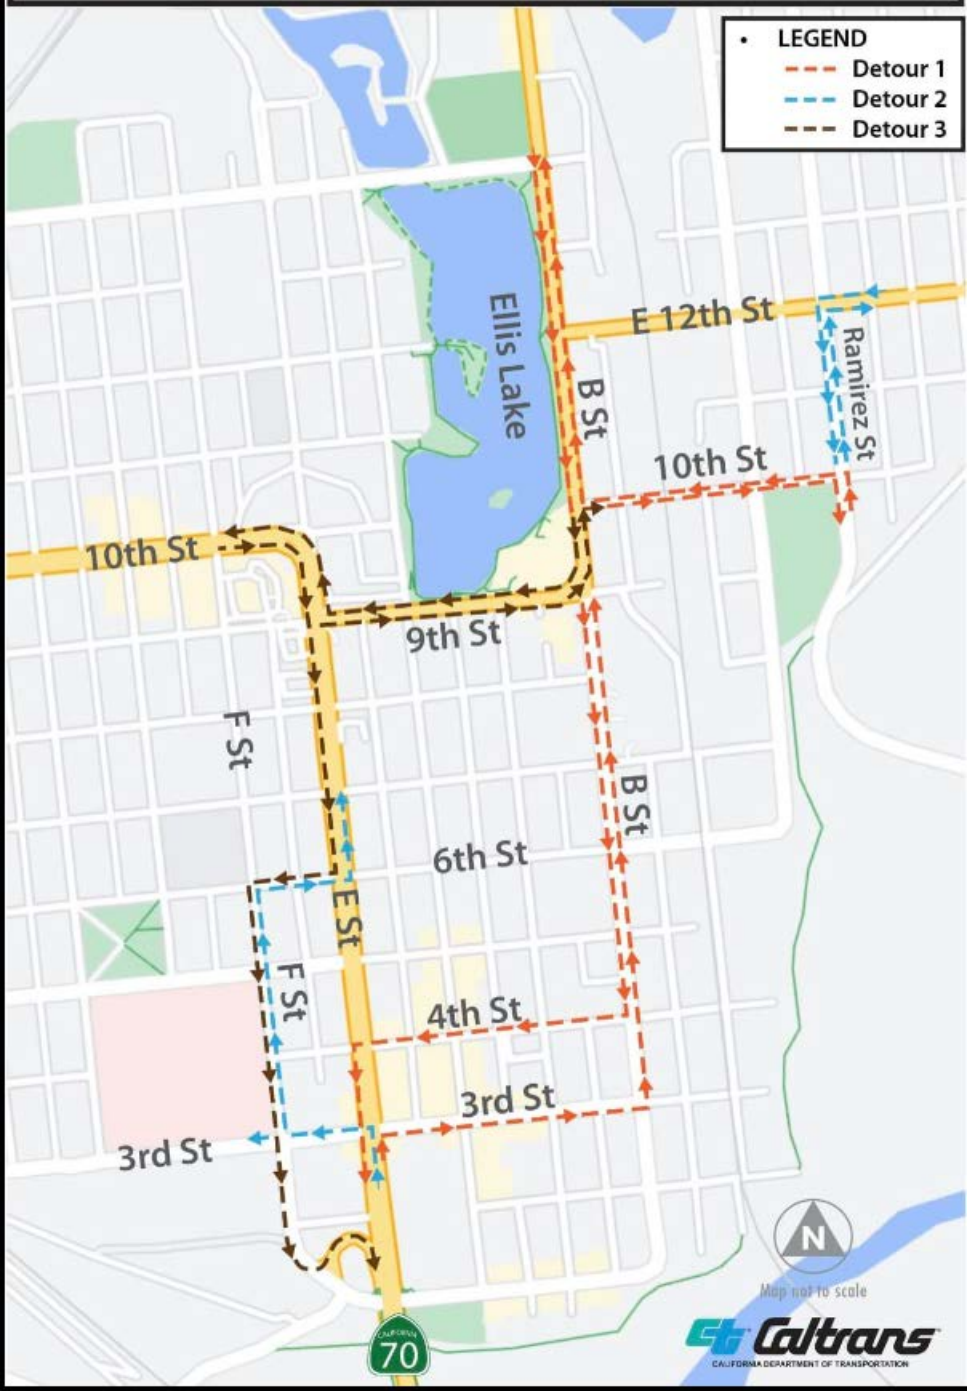 • LEGEND
Detour 1
Detour 2
Detour 3
Ellis Lake
E 12th St
Ramirez St
B St
10th St
10th St
9th St
F St
B St
6th St
E St
F St
4th St
3rd St
3rd St
N
Map not to scale
CALIFORNIA
70
ct Caltrans
CALIFORNIA DEPARTMENT OF TRANSPORTATION